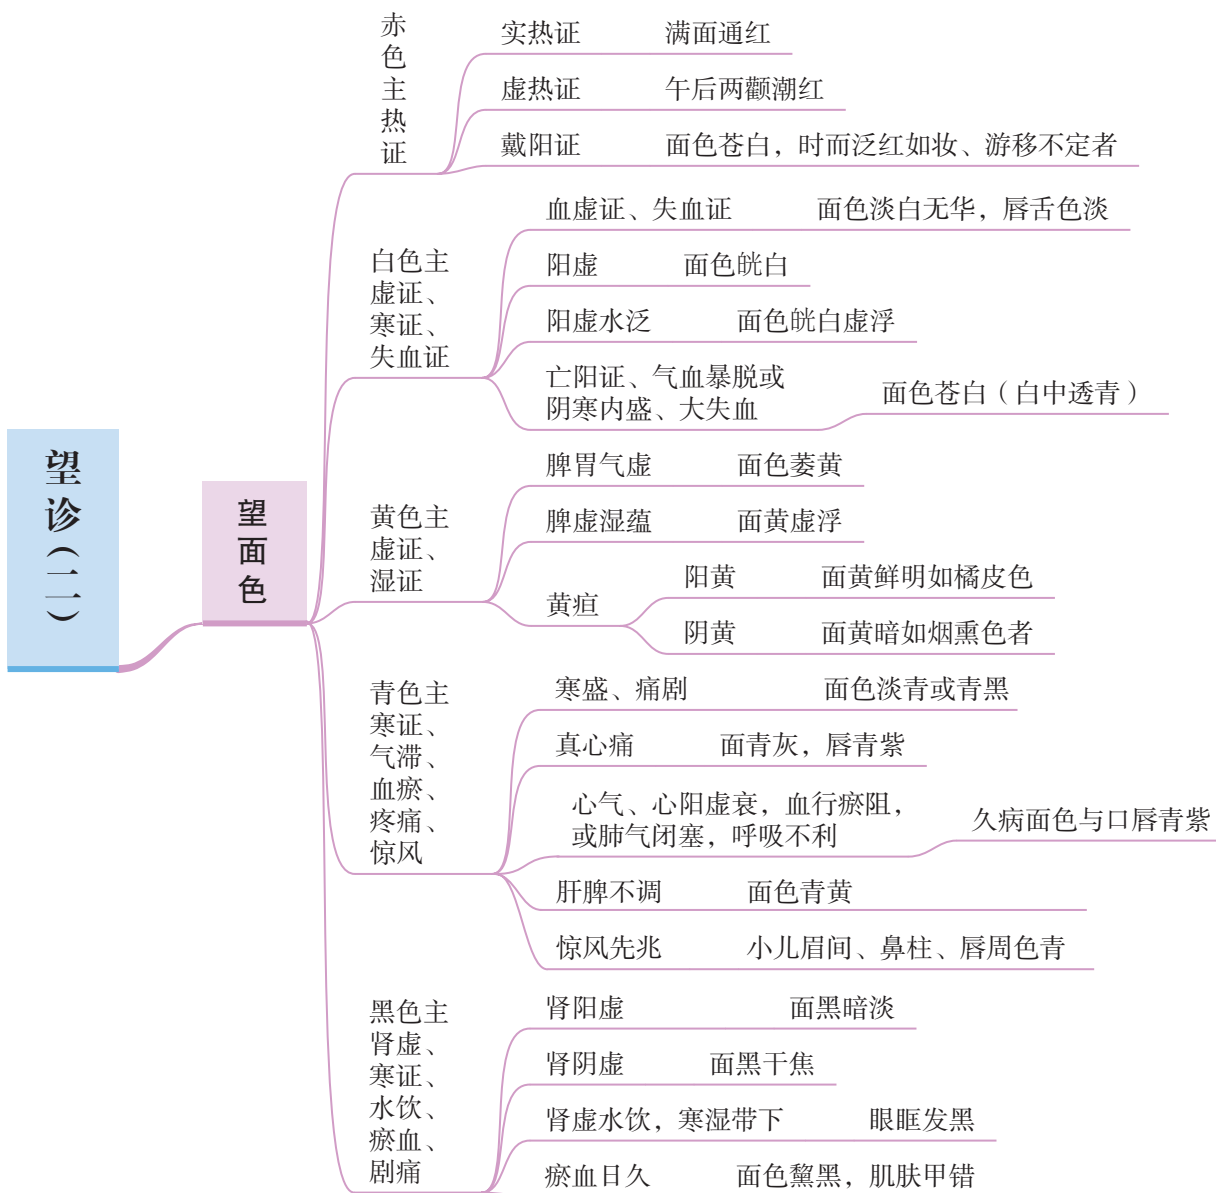 望诊（二）
望面色
赤色主热证
实热证 满面通红
虚热证 午后两颧潮红
戴阳证 面色苍白，时而泛红如妆、游移不定者
白色主
虚证、
寒证、
失血证
血虚证、失血证 面色淡白无华，唇舌色淡
阳虚 面色㿠白
阳虚水泛 面色㿠白虚浮
亡阳证、气血暴脱或
阴寒内盛、大失血
面色苍白（白中透青）
黄色主
虚证、
湿证
脾胃气虚 面色萎黄
脾虚湿蕴 面黄虚浮
黄疸
阳黄 面黄鲜明如橘皮色
阴黄 面黄暗如烟熏色者
青色主
寒证、
气滞、
血瘀、
疼痛、
惊风
寒盛、痛剧 面色淡青或青黑
真心痛 面青灰，唇青紫
心气、心阳虚衰，血行瘀阻，
或肺气闭塞，呼吸不利
久病面色与口唇青紫
肝脾不调 面色青黄
惊风先兆 小儿眉间、鼻柱、唇周色青
黑色主
肾虚、
寒证、
水饮、
瘀血、
剧痛
肾阳虚 面黑暗淡
肾阴虚 面黑干焦
肾虚水饮，寒湿带下 眼眶发黑
瘀血日久 面色黧黑，肌肤甲错